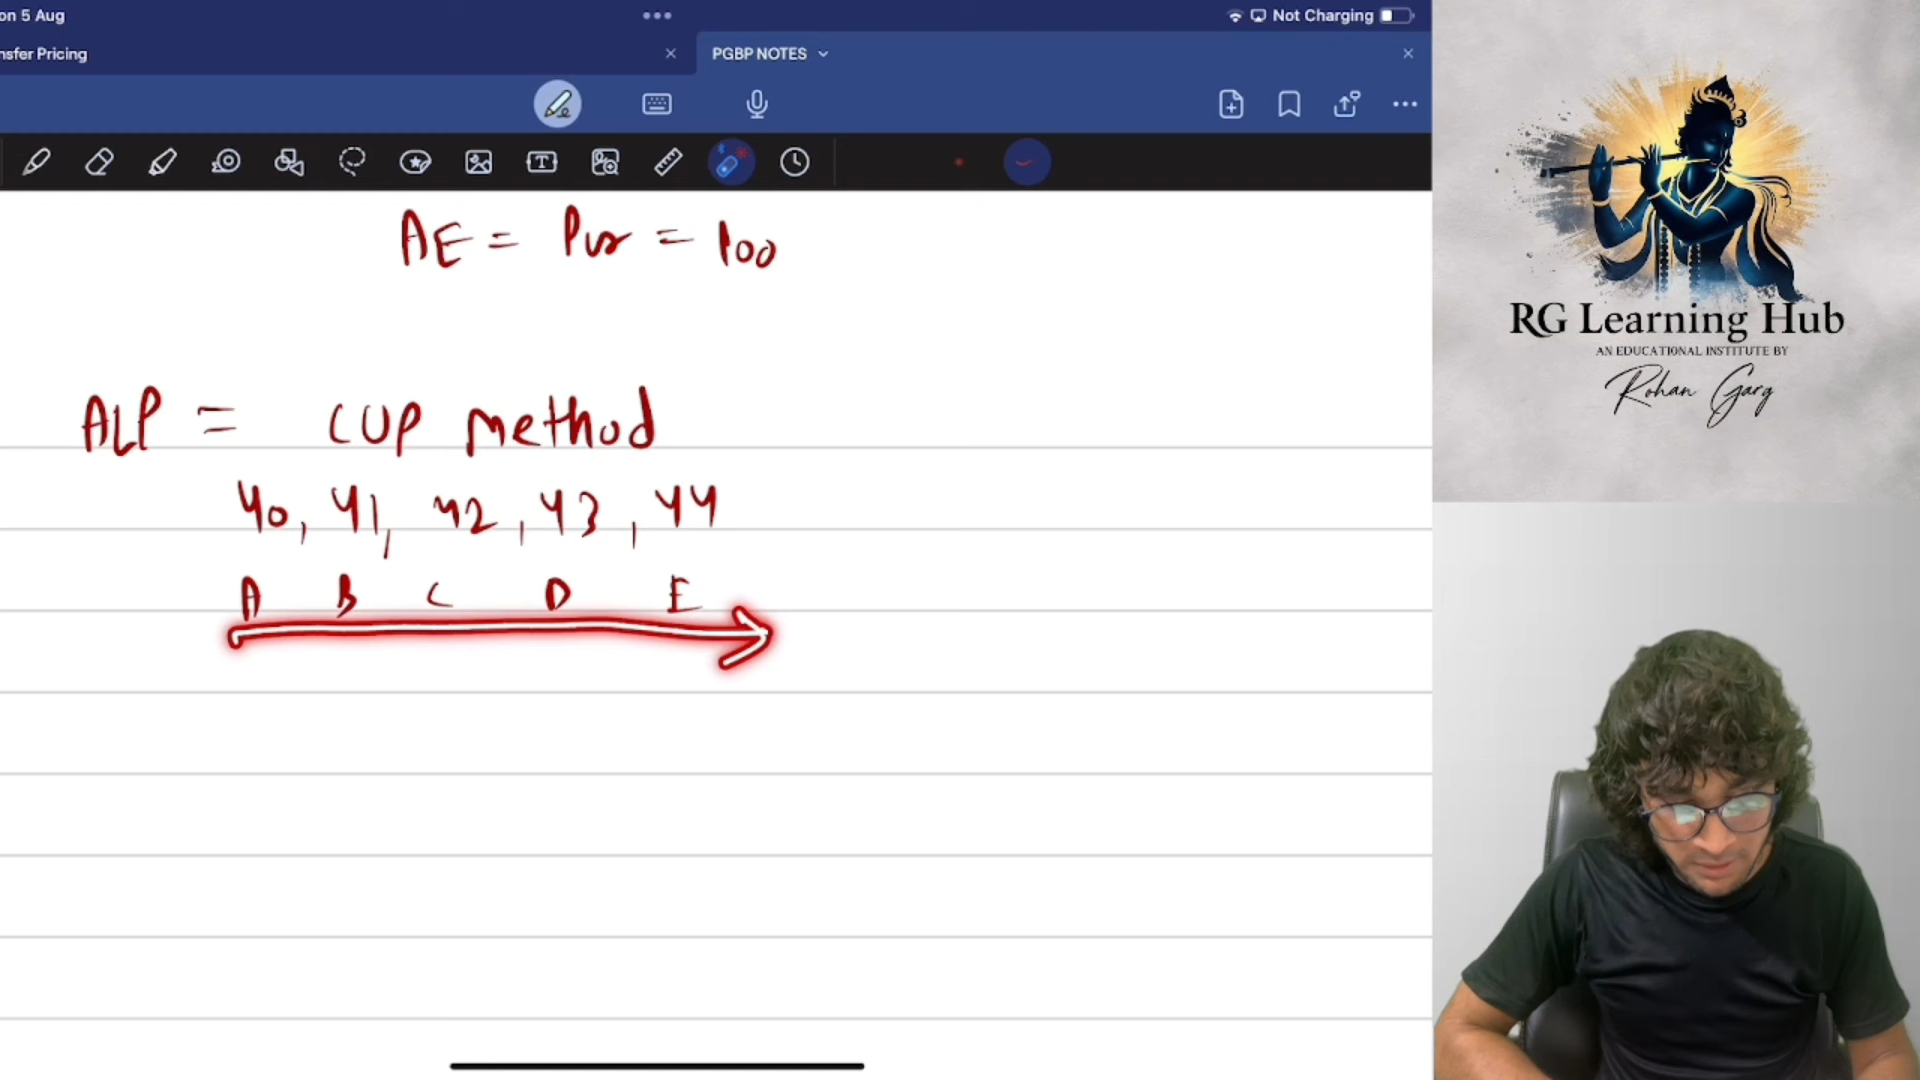 on 5 Aug
Not Charging
nsfer Pricing
PGBP NOTES
AE = Pur = 100
ALP = CUP method
40, 41, 42, 43, 44
A B C D E
RG Learning Hub
AN EDUCATIONAL INSTITUTE BY
Rohan Garg